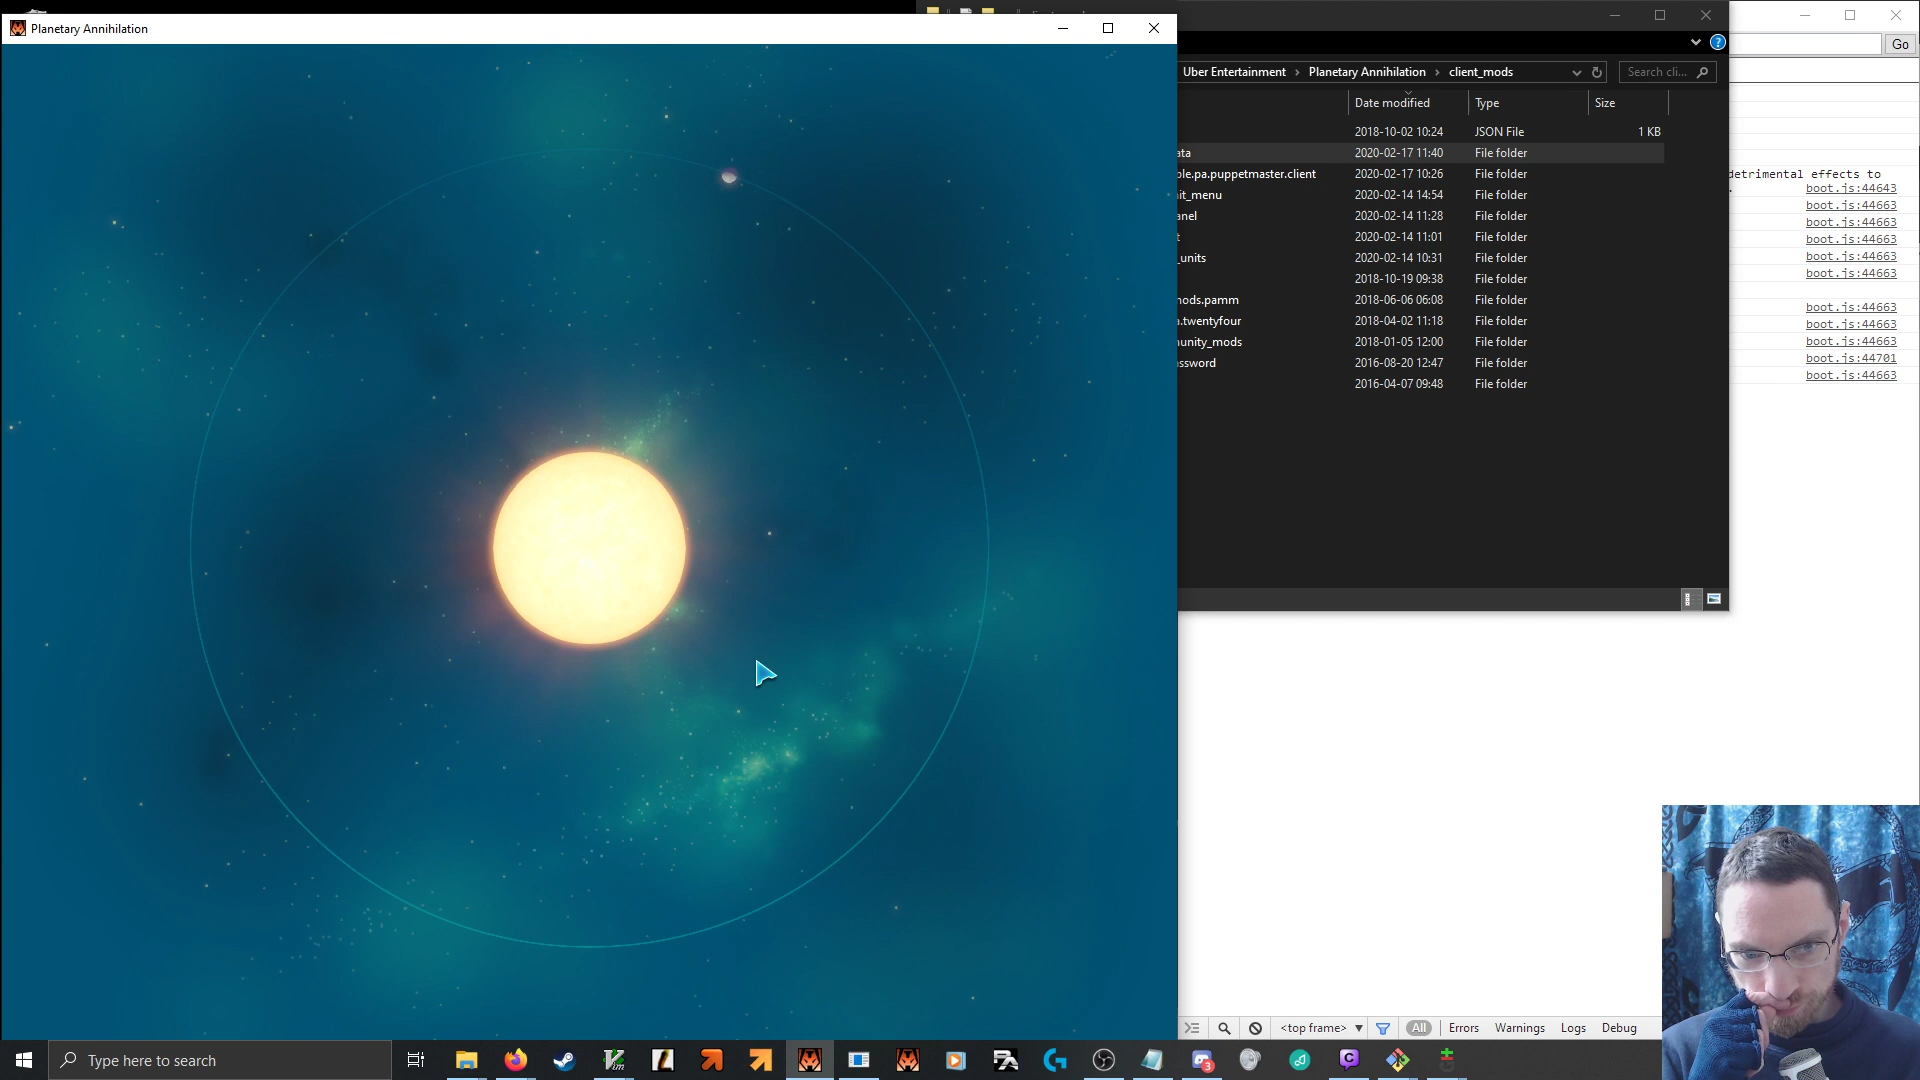 Planetary Annihilation
Go
Uber Entertainment › Planetary Annihilation › client_mods
Search cli...
Date modified
Type
Size
2018-10-02 10:24 JSON File 1 KB
ata 2020-02-17 11:40 File folder
ple.pa.puppetmaster.client 2020-02-17 10:26 File folder
it_menu 2020-02-14 14:54 File folder
anel 2020-02-14 11:28 File folder
t 2020-02-14 11:01 File folder
_units 2020-02-14 10:31 File folder
2018-10-19 09:38 File folder
nods.pamm 2018-06-06 06:08 File folder
a.twentyfour 2018-04-02 11:18 File folder
unity_mods 2018-01-05 12:00 File folder
ssword 2016-08-20 12:47 File folder
2016-04-07 09:48 File folder
detrimental effects to
. boot.js:44643
boot.js:44663
boot.js:44663
boot.js:44663
boot.js:44663
boot.js:44663
boot.js:44663
boot.js:44663
boot.js:44663
boot.js:44701
boot.js:44663
<top frame> ▼
All
Errors
Warnings
Logs
Debug
Type here to search
Vim
PA
3